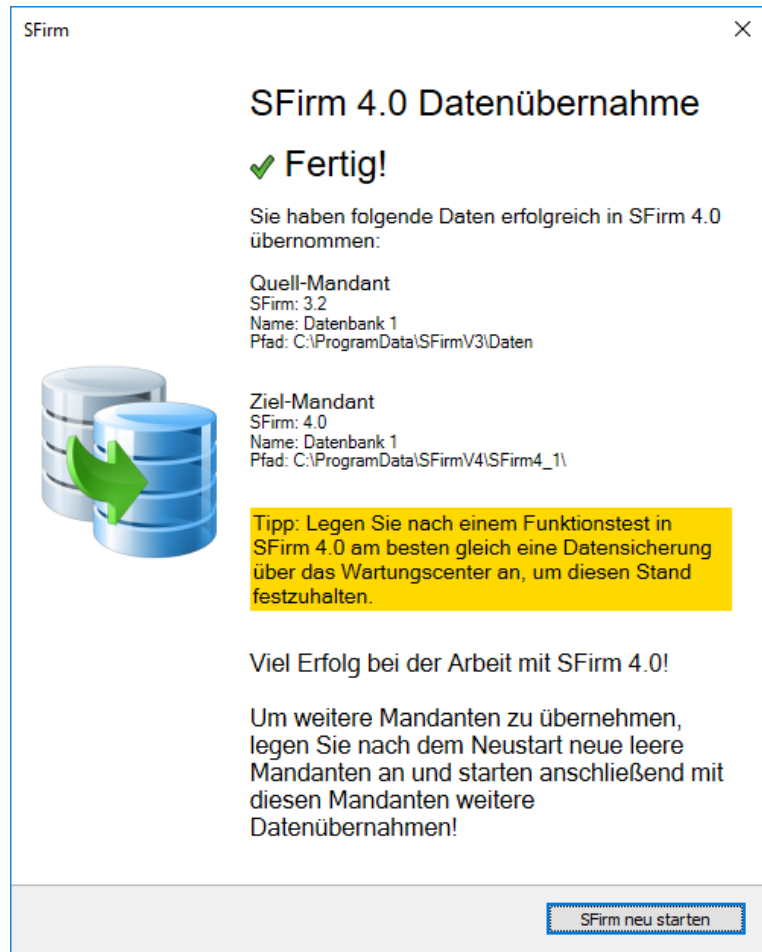 SFirm
SFirm 4.0 Datenübernahme
Fertig!
Sie haben folgende Daten erfolgreich in SFirm 4.0
übernommen:
Quell-Mandant
SFirm: 3.2
Name: Datenbank 1
Pfad: C:\ProgramData\SFirmV3\Daten
Ziel-Mandant
SFirm: 4.0
Name: Datenbank 1
Pfad: C:\ProgramData\SFirmV4\SFirm4_1\
Tipp: Legen Sie nach einem Funktionstest in
SFirm 4.0 am besten gleich eine Datensicherung
über das Wartungscenter an, um diesen Stand
festzuhalten.
Viel Erfolg bei der Arbeit mit SFirm 4.0!
Um weitere Mandanten zu übernehmen,
legen Sie nach dem Neustart neue leere
Mandanten an und starten anschließend mit
diesen Mandanten weitere
Datenübernahmen!
SFirm neu starten